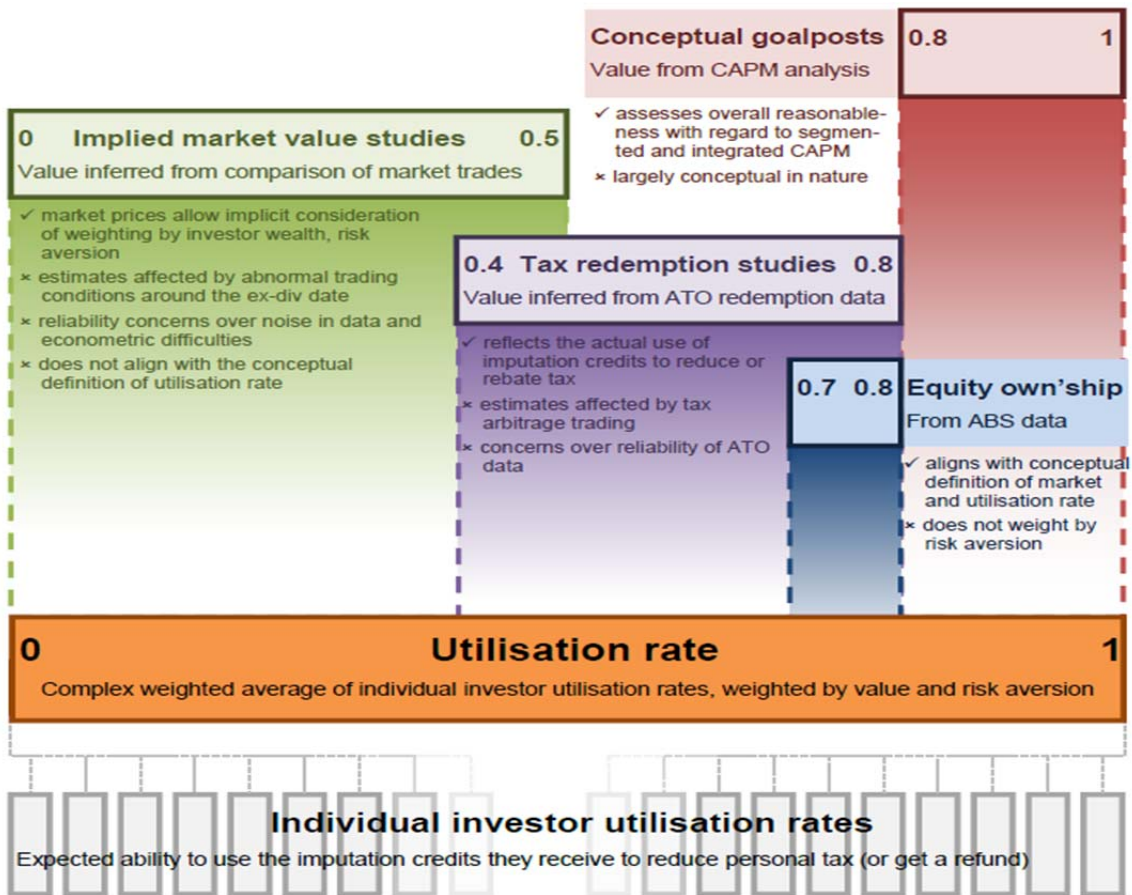 Conceptual goalposts 0.8 1
Value from CAPM analysis
✓ assesses overall reasonable-
ness with regard to segmen-
ted and integrated CAPM
× largely conceptual in nature
0 Implied market value studies 0.5
Value inferred from comparison of market trades
✓ market prices allow implicit consideration
of weighting by investor wealth, risk
aversion
× estimates affected by abnormal trading
conditions around the ex-div date
× reliability concerns over noise in data and
econometric difficulties
× does not align with the conceptual
definition of utilisation rate
0.4 Tax redemption studies 0.8
Value inferred from ATO redemption data
✓ reflects the actual use of
imputation credits to reduce or
rebate tax
× estimates affected by tax
arbitrage trading
× concerns over reliability of ATO
data
0.7 0.8 Equity own'ship
From ABS data
✓ aligns with conceptual
definition of market
and utilisation rate
× does not weight by
risk aversion
0 Utilisation rate 1
Complex weighted average of individual investor utilisation rates, weighted by value and risk aversion
Individual investor utilisation rates
Expected ability to use the imputation credits they receive to reduce personal tax (or get a refund)